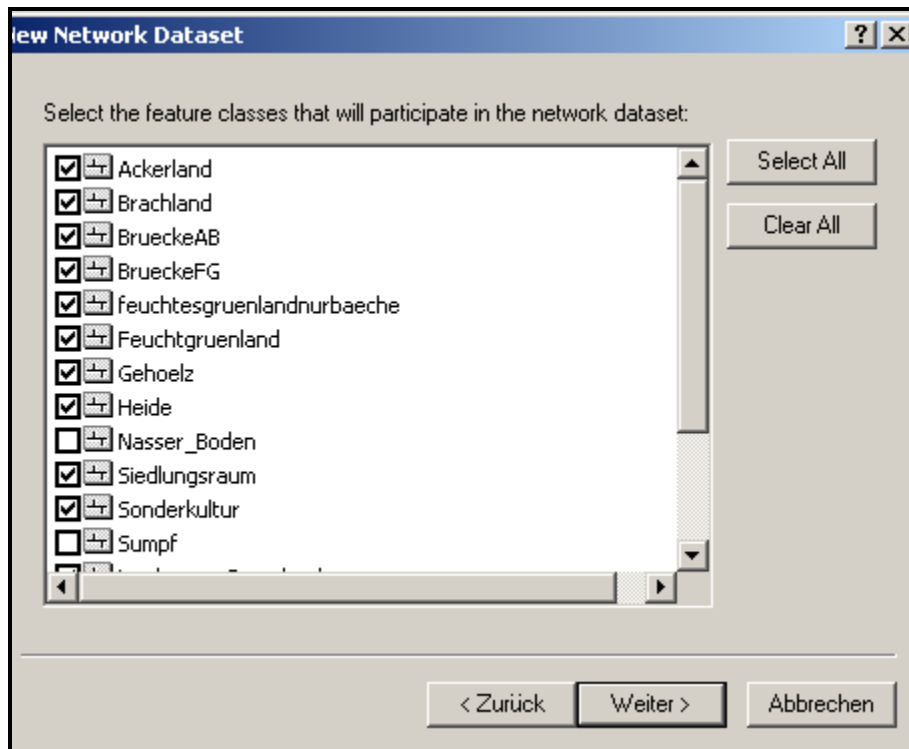 New Network Dataset
Select the feature classes that will participate in the network dataset:
Ackerland
Brachland
BrueckeAB
BrueckeFG
feuchtesgruenlandnurbaeche
Feuchtgruenland
Gehoelz
Heide
Nasser_Boden
Siedlungsraum
Sonderkultur
Sumpf
Select All
Clear All
< Zurück
Weiter >
Abbrechen